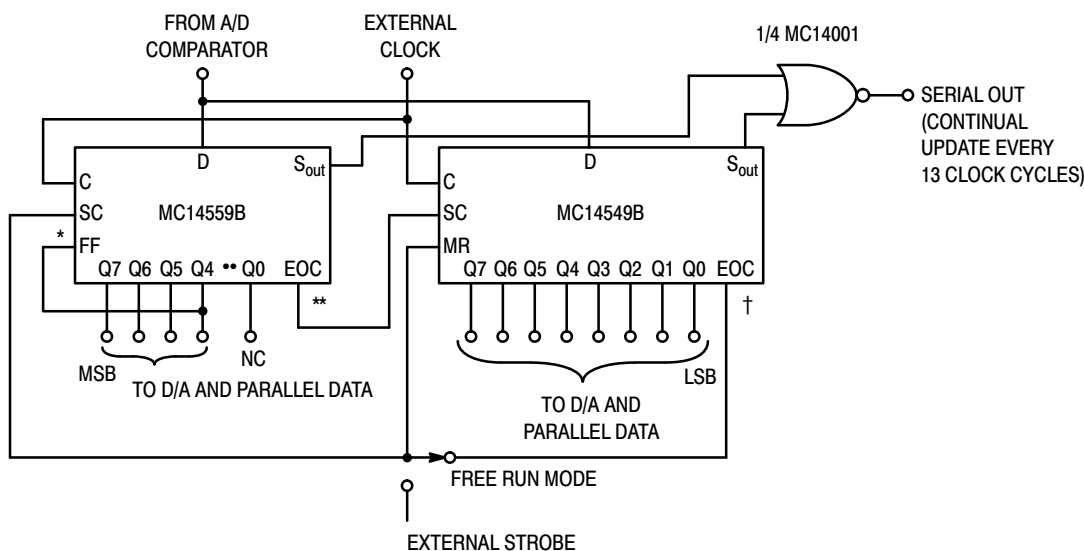 FROM A/D
COMPARATOR
EXTERNAL
CLOCK
1/4 MC14001
SERIAL OUT
(CONTINUAL
UPDATE EVERY
13 CLOCK CYCLES)
D
Sout
C
SC
MC14559B
* FF
Q7 Q6 Q5 Q4 •• Q0 EOC
**
D
Sout
C
SC
MC14549B
MR
Q7 Q6 Q5 Q4 Q3 Q2 Q1 Q0 EOC
†
MSB
NC
TO D/A AND PARALLEL DATA
LSB
TO D/A AND
PARALLEL DATA
FREE RUN MODE
EXTERNAL STROBE